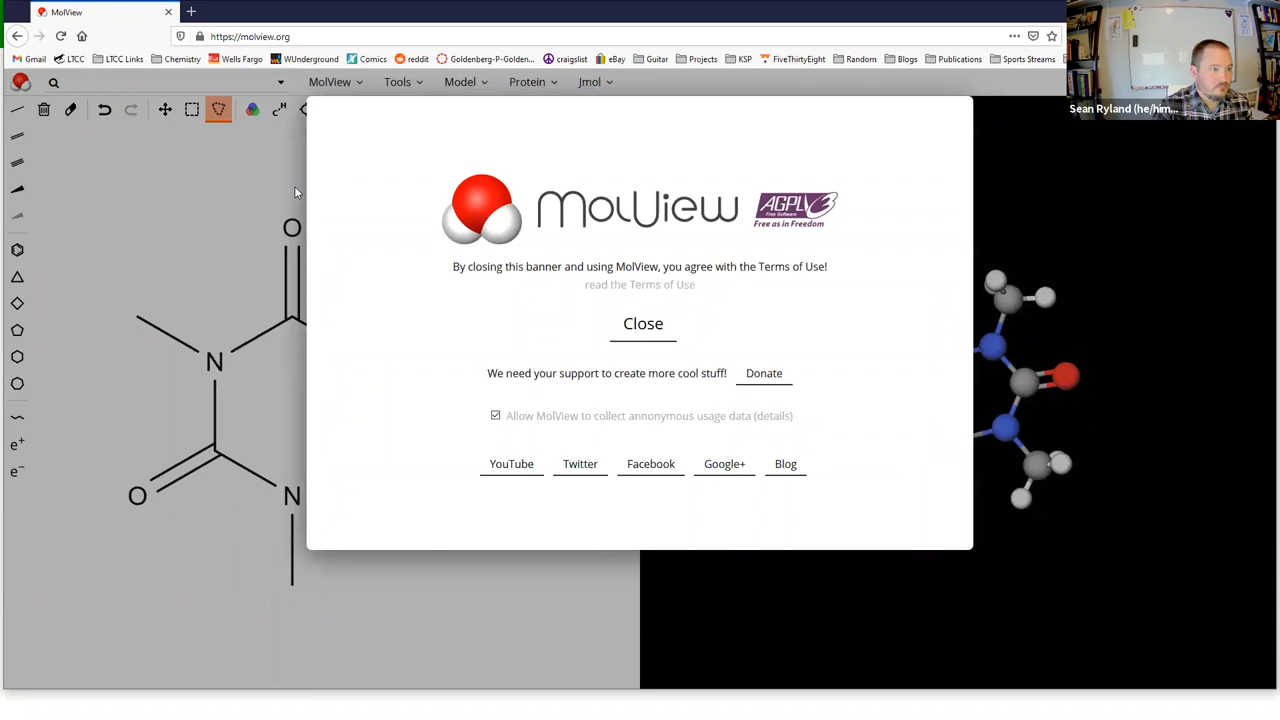 MolView
https://molview.org
Gmail LTCC LTCC Links Chemistry Wells Fargo WUnderground Comics reddit Goldenberg-P-Golden... craigslist eBay Guitar Projects KSP FiveThirtyEight Random Blogs Publications Sports Streams
MolView Tools Model Protein Jmol
Sean Ryland (he/him...
C H
MolView AGPL v3
Free Software
Free as in Freedom
By closing this banner and using MolView, you agree with the Terms of Use!
read the Terms of Use
Close
We need your support to create more cool stuff! Donate
Allow MolView to collect annonymous usage data (details)
YouTube Twitter Facebook Google+ Blog
O
N
O
N
e+
e−